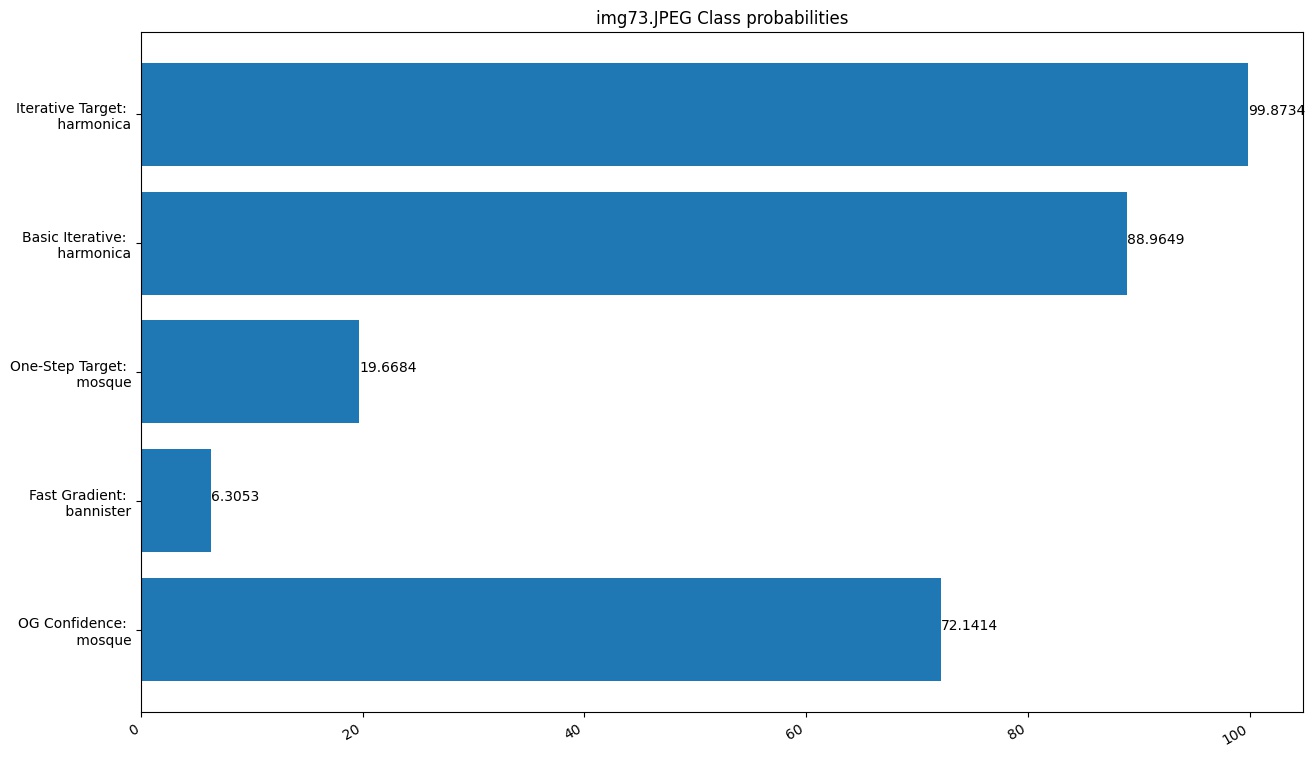 img73.JPEG Class probabilities
Iterative Target:
harmonica
99.8734
Basic Iterative:
harmonica
88.9649
One-Step Target:
mosque
19.6684
Fast Gradient:
bannister
6.3053
OG Confidence:
mosque
72.1414
0 20 40 60 80 100